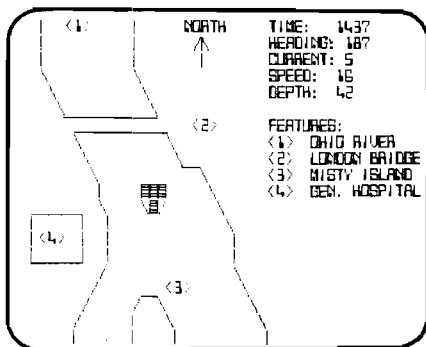 <1>
NORTH
TIME: 1437
HEADING: 187
CURRENT: 5
SPEED: 16
DEPTH: 42
<2>
FEATURES:
<1> OHIO RIVER
<2> LONDON BRIDGE
<3> MISTY ISLAND
<4> GEN. HOSPITAL
<4>
<3>